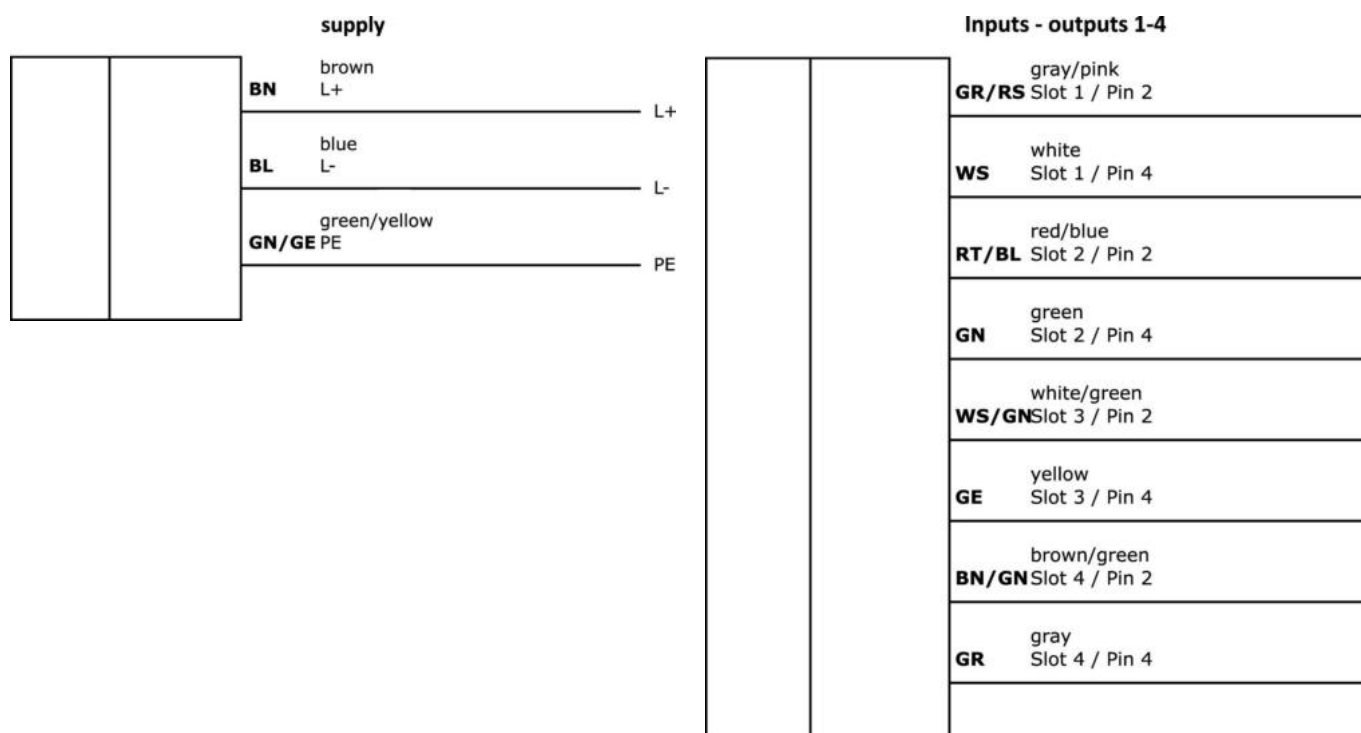 supply
brown
BN L+
L+
blue
BL L-
L-
green/yellow
GN/GE PE
PE
Inputs - outputs 1-4
gray/pink
GR/RS Slot 1 / Pin 2
white
WS Slot 1 / Pin 4
red/blue
RT/BL Slot 2 / Pin 2
green
GN Slot 2 / Pin 4
white/green
WS/GN Slot 3 / Pin 2
yellow
GE Slot 3 / Pin 4
brown/green
BN/GN Slot 4 / Pin 2
gray
GR Slot 4 / Pin 4